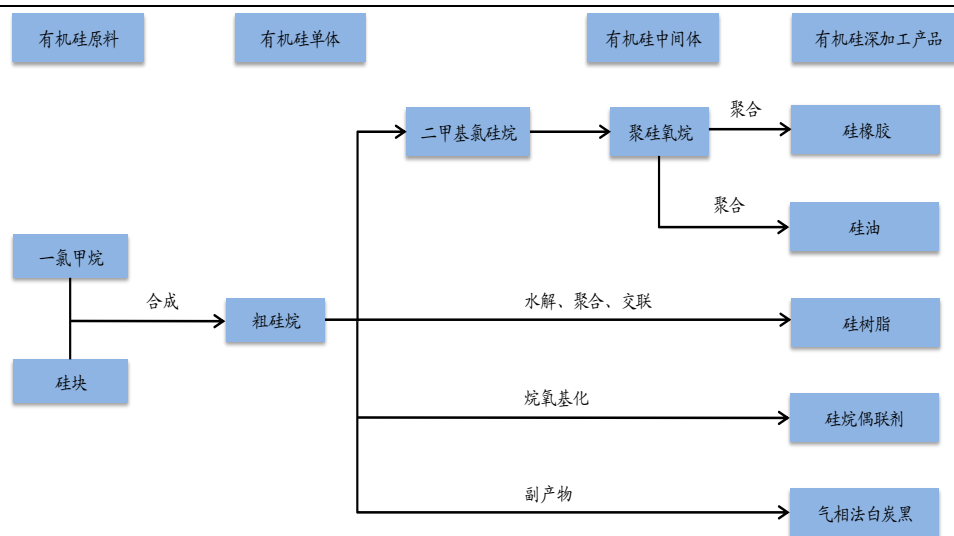 有机硅原料
有机硅单体
有机硅中间体
有机硅深加工产品
二甲基氯硅烷
聚硅氧烷
聚合
硅橡胶
聚合
硅油
一氯甲烷
合成
粗硅烷
水解、聚合、交联
硅树脂
硅块
烷氧基化
硅烷偶联剂
副产物
气相法白炭黑